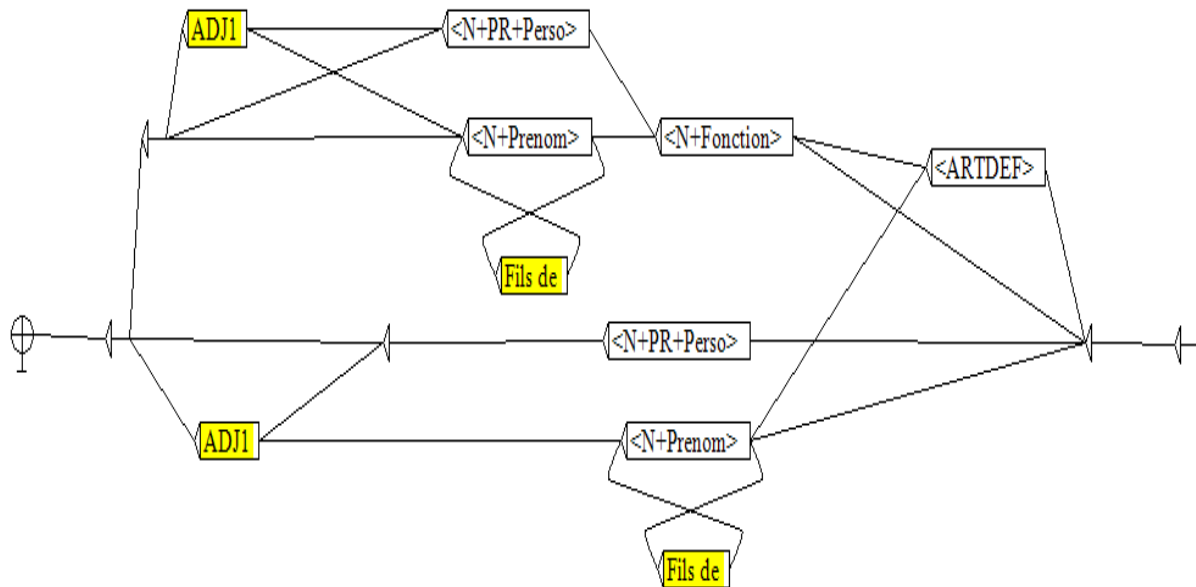 ADJ1
<N+PR+Perso>
<N+Prenom>
<N+Fonction>
<ARTDEF>
Fils de
<N+PR+Perso>
ADJ1
<N+Prenom>
Fils de